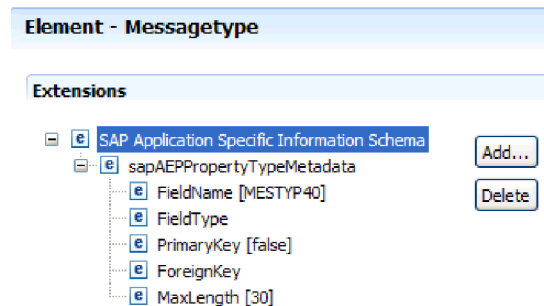 Element - Messagetype
Extensions
SAP Application Specific Information Schema
Add...
sapAEPPropertyTypeMetadata
Delete
FieldName [MESTYP40]
FieldType
PrimaryKey [false]
ForeignKey
MaxLength [30]